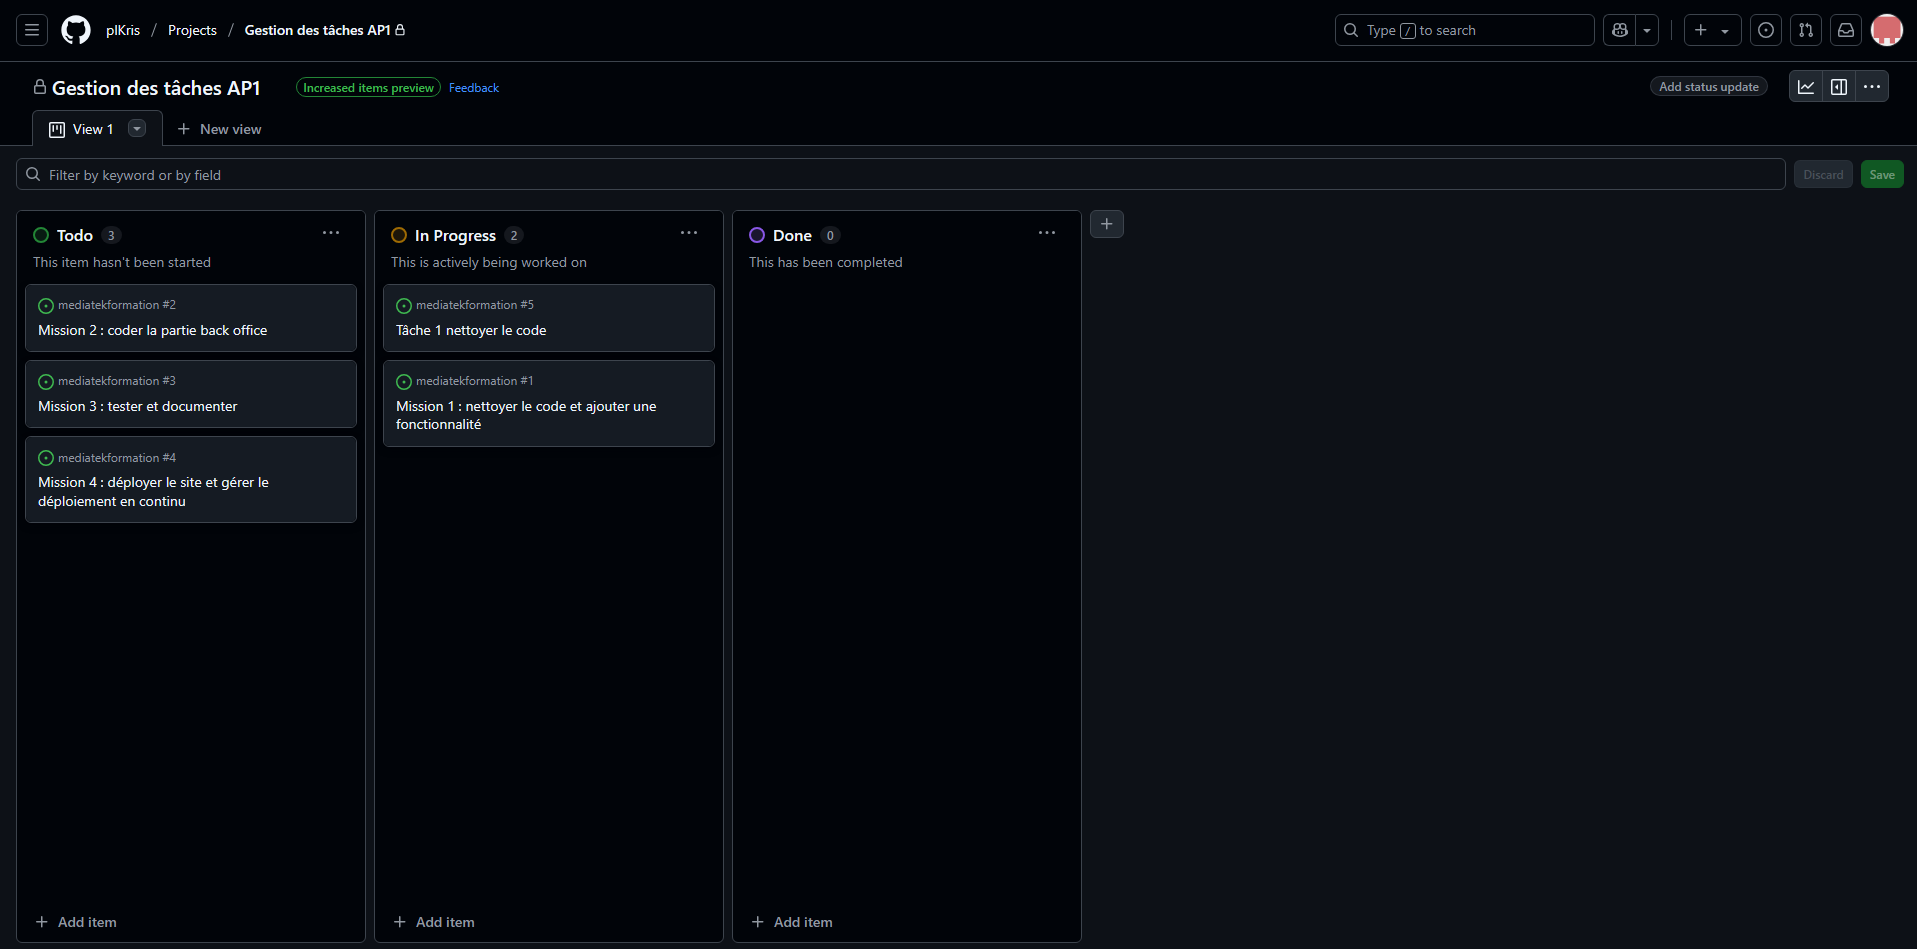 plKris / Projects / Gestion des tâches AP1
Type / to search
Gestion des tâches AP1
Increased items preview
Feedback
Add status update
View 1
New view
Filter by keyword or by field
Discard
Save
Todo 3
This item hasn't been started
mediatekformation #2
Mission 2 : coder la partie back office
mediatekformation #3
Mission 3 : tester et documenter
mediatekformation #4
Mission 4 : déployer le site et gérer le
déploiement en continu
Add item
In Progress 2
This is actively being worked on
mediatekformation #5
Tâche 1 nettoyer le code
mediatekformation #1
Mission 1 : nettoyer le code et ajouter une
fonctionnalité
Add item
Done 0
This has been completed
Add item